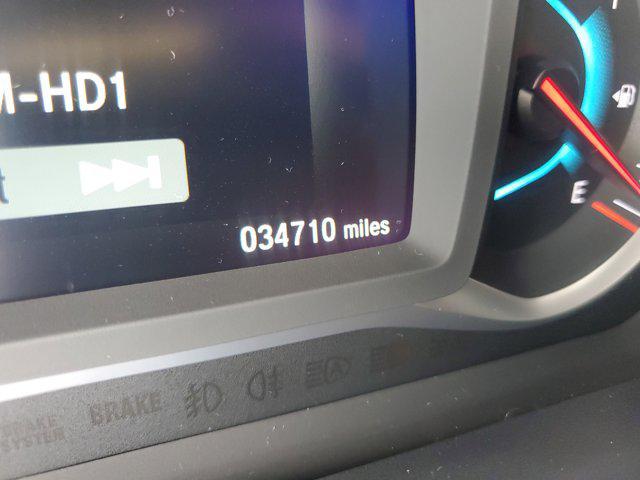 M-HD1
t
034710 miles
E
BRAKE
SYSTEM
BRAKE